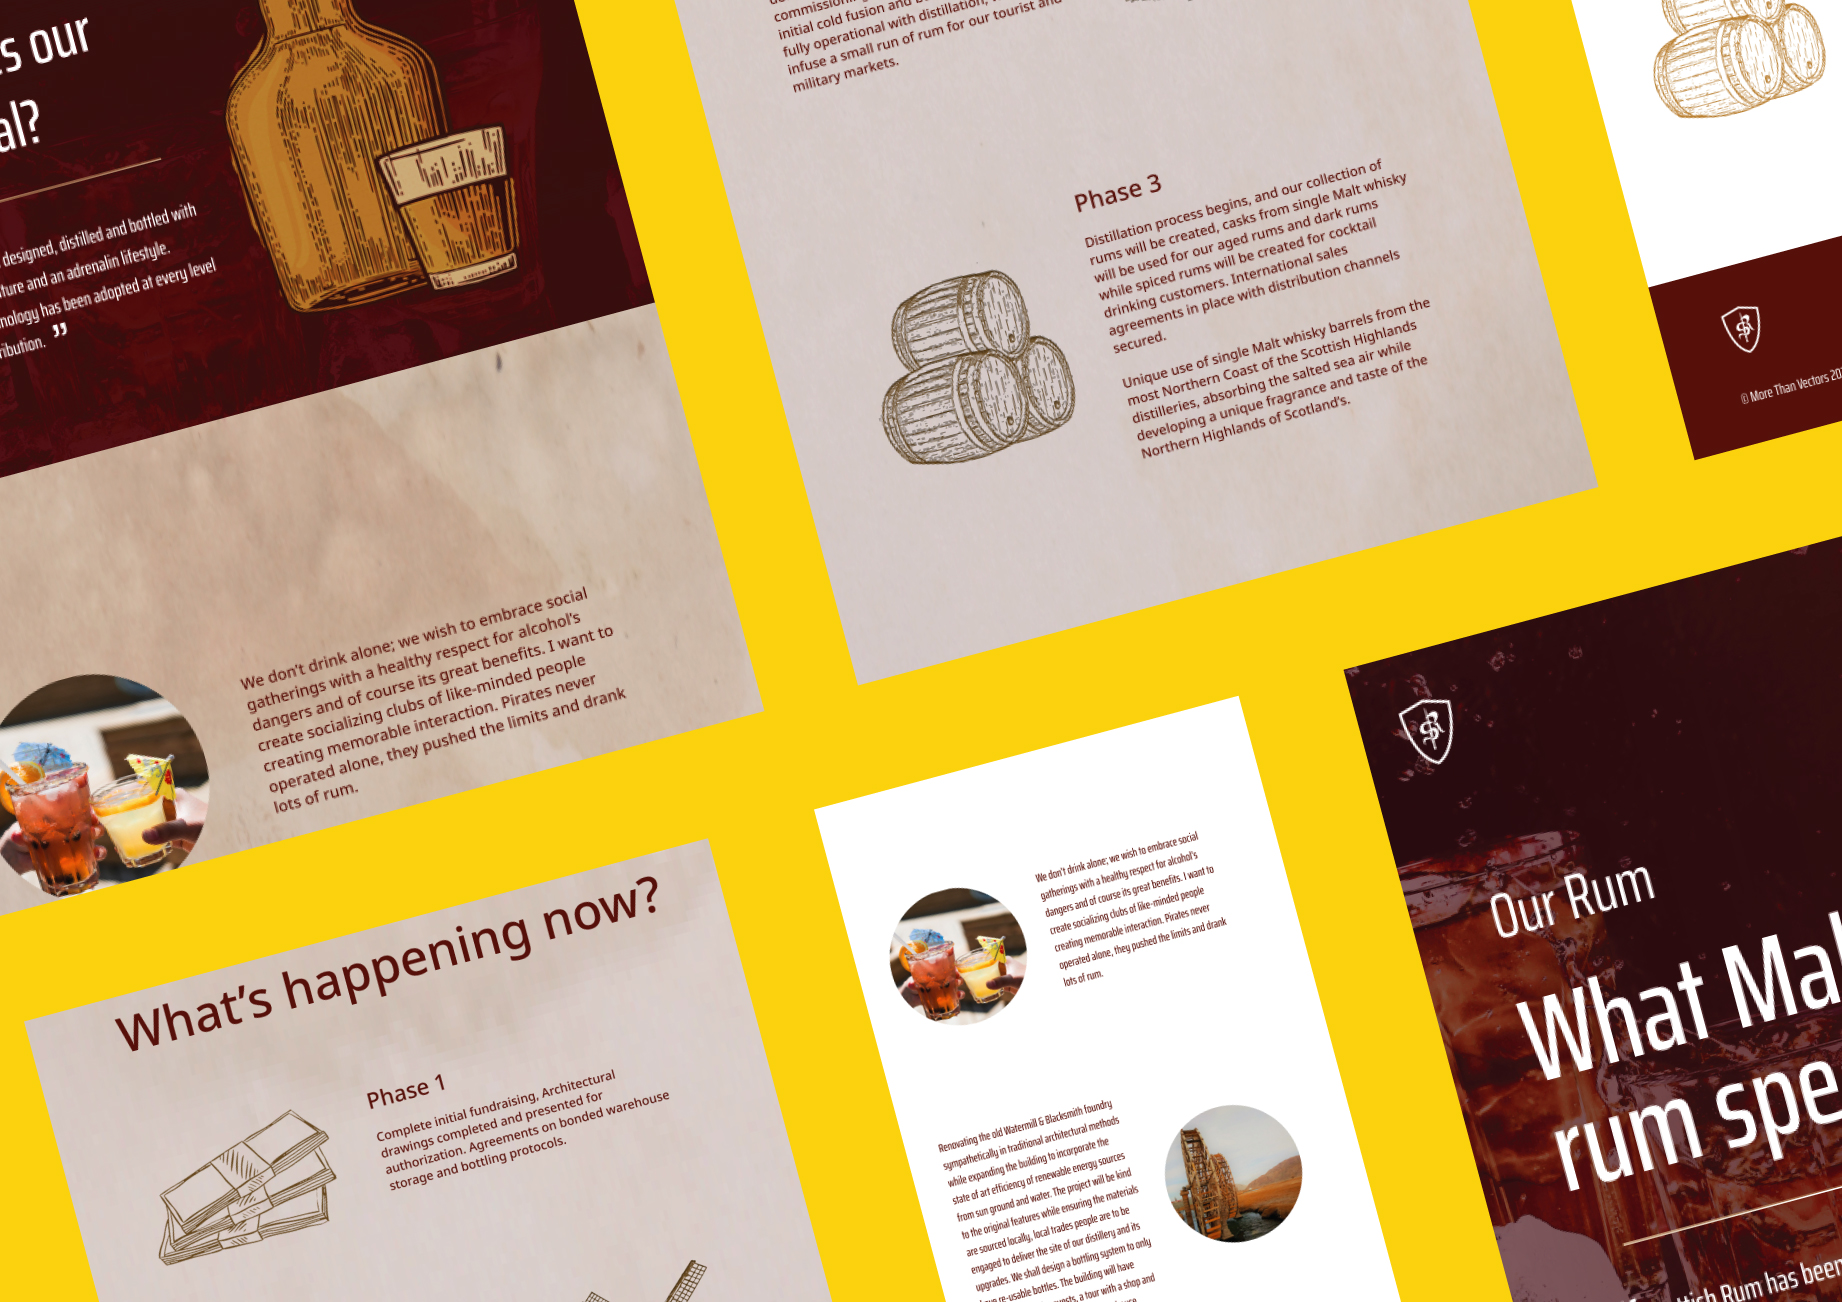 our
al?
designed, distilled and bottled with
ture and an adrenalin lifestyle.
nology has been adopted at every level
ribution. ”
We don't drink alone; we wish to embrace social
gatherings with a healthy respect for alcohol's
dangers and of course its great benefits. I want to
create socializing clubs of like-minded people
creating memorable interaction. Pirates never
operated alone, they pushed the limits and drank
lots of rum.
initial cold fusion and
fully operational with distillation,
infuse a small run of rum for our tourist and
military markets.
Phase 3
Distillation process begins, and our collection of
rums will be created, casks from single Malt whisky
will be used for our aged rums and dark rums
while spiced rums will be created for cocktail
drinking customers. International sales
agreements in place with distribution channels
secured.
Unique use of single Malt whisky barrels from the
most Northern Coast of the Scottish Highlands
distilleries, absorbing the salted sea air while
developing a unique fragrance and taste of the
Northern Highlands of Scotland's.
© More Than Vectors 20
What's happening now?
Phase 1
Complete initial fundraising, Architectural
drawings completed and presented for
authorization. Agreements on bonded warehouse
storage and bottling protocols.
We don't drink alone; we wish to embrace social
gatherings with a healthy respect for alcohol's
dangers and of course its great benefits. I want to
create socializing clubs of like-minded people
creating memorable interaction. Pirates never
operated alone, they pushed the limits and drank
lots of rum.
Renovating the old Watermill & Blacksmith foundry
sympathetically in traditional architectural methods
while expanding the building to incorporate the
state of art efficiency of renewable energy sources
from sun ground and water. The project will be kind
to the original features while ensuring the materials
are sourced locally, local trades people are to be
engaged to deliver the site of our distillery and its
upgrades. We shall design a bottling system to only
re-usable bottles. The building will have
a tour with a shop and
Our Rum
What Ma
rum spe
Rum has been